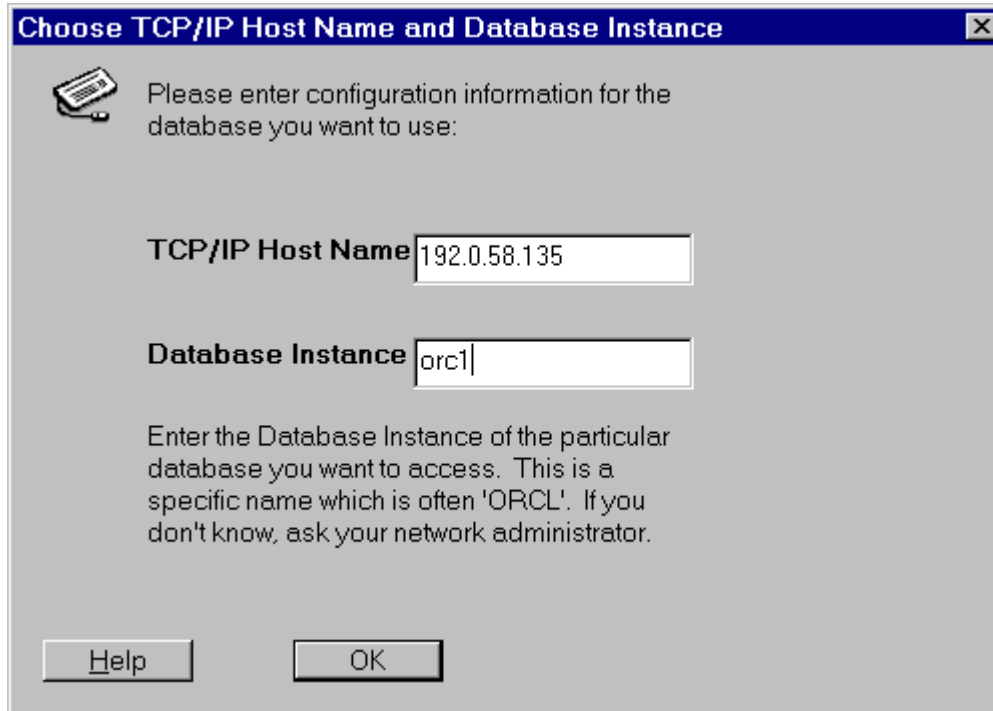 Choose TCP/IP Host Name and Database Instance
Please enter configuration information for the
database you want to use:
TCP/IP Host Name 192.0.58.135
Database Instance orc1
Enter the Database Instance of the particular
database you want to access. This is a
specific name which is often 'ORCL'. If you
don't know, ask your network administrator.
Help OK